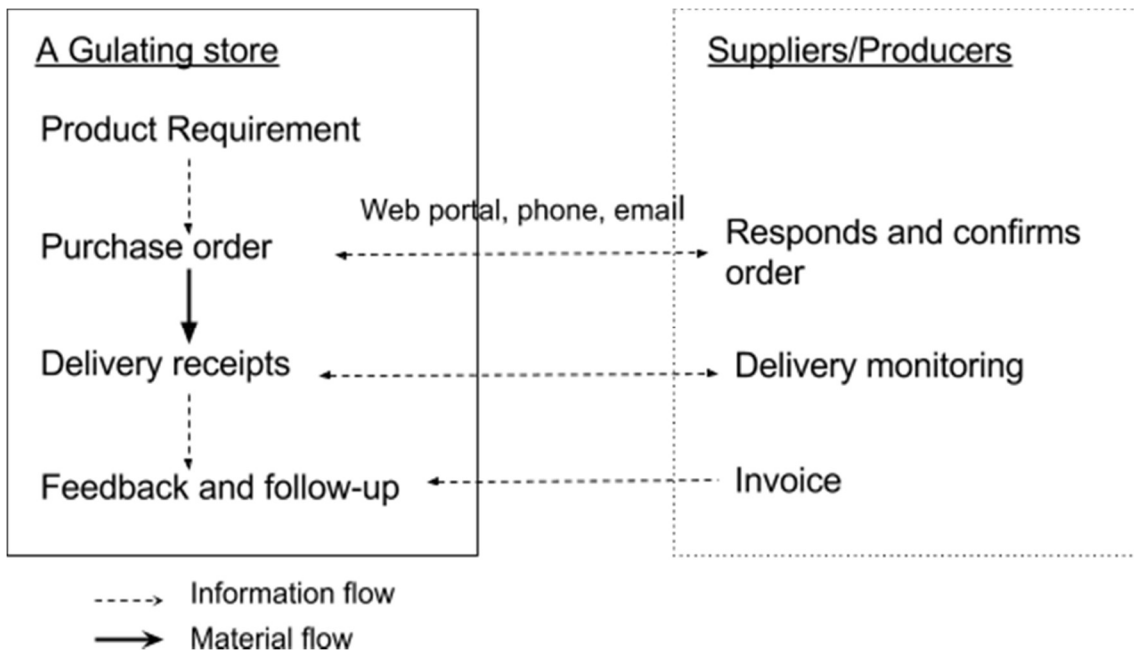 A Gulating store
Suppliers/Producers
Product Requirement
Web portal, phone, email
Purchase order
Responds and confirms
order
Delivery receipts
Delivery monitoring
Feedback and follow-up
Invoice
Information flow
Material flow